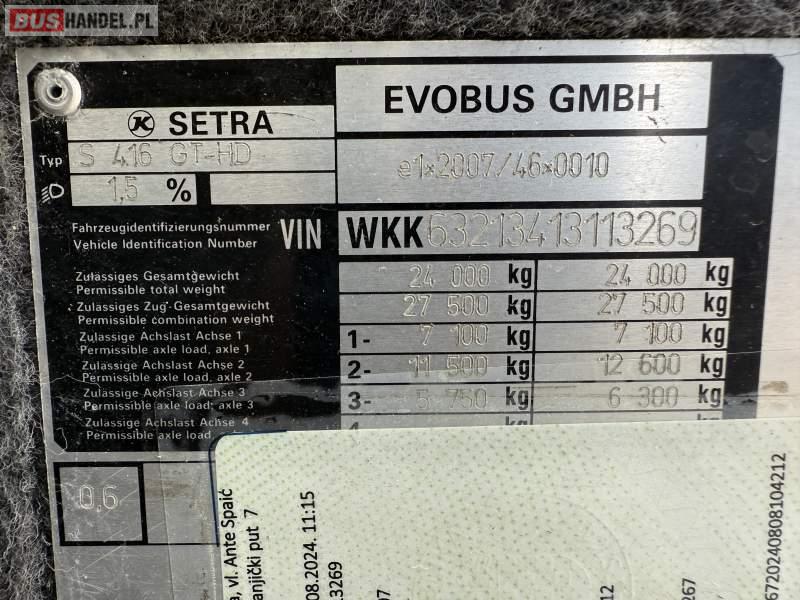 BUSHANDEL.PL
SETRA
EVOBUS GMBH
Typ S 416 GT-HD
e1*2007/46*0010
1,5 %
Fahrzeugidentifizierungsnummer
Vehicle Identification Number
VIN WKK63213413113269
Zulässiges Gesamtgewicht
Permissible total weight
24 000 kg 24 000 kg
Zulässiges Zug-Gesamtgewicht
Permissible combination weight
27 500 kg 27 500 kg
Zulässige Achslast Achse 1
Permissible axle load, axle 1
1- 7 100 kg 7 100 kg
Zulässige Achslast Achse 2
Permissible axle load, axle 2
2- 11 500 kg 12 600 kg
Zulässige Achslast Achse 3
Permissible axle load, axle 3
3- 5 750 kg 6 300 kg
Zulässige Achslast Achse 4
Permissible axle load,
0,6
vl. Ante Spaić
put 7
08.2024. 11:15
13269
12
267
6720240808104212